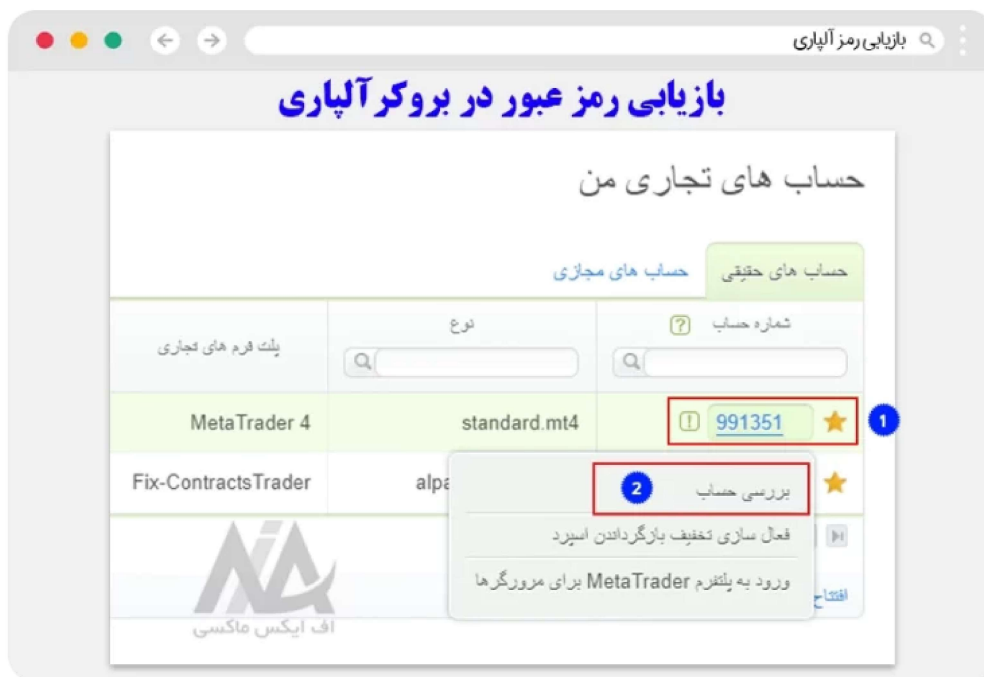 بازیابی رمز آلپاری
بازیابی رمز عبور در بروکر آلپاری
حساب های تجاری من
حساب های حقیقی حساب های مجازی
شماره حساب ? نوع پلت فرم های تجاری
991351 standard.mt4 MetaTrader 4
1
بررسی حساب 2
alpa Fix-ContractsTrader
فعال سازی تخفیف بازگرداندن اسپرد
ورود به پلتفرم MetaTrader برای مرورگرها
افتتاح
اف ایکس ماکسی